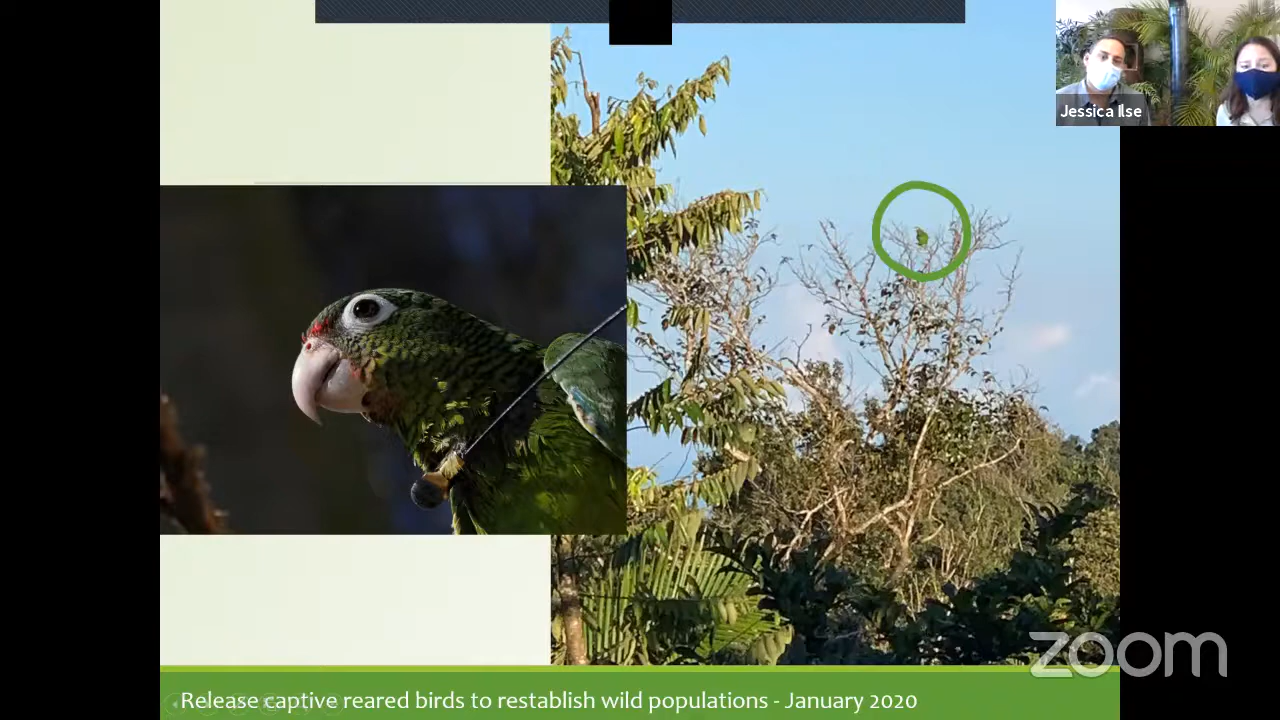 Jessica Ilse
zoom
Release captive reared birds to restablish wild populations - January 2020